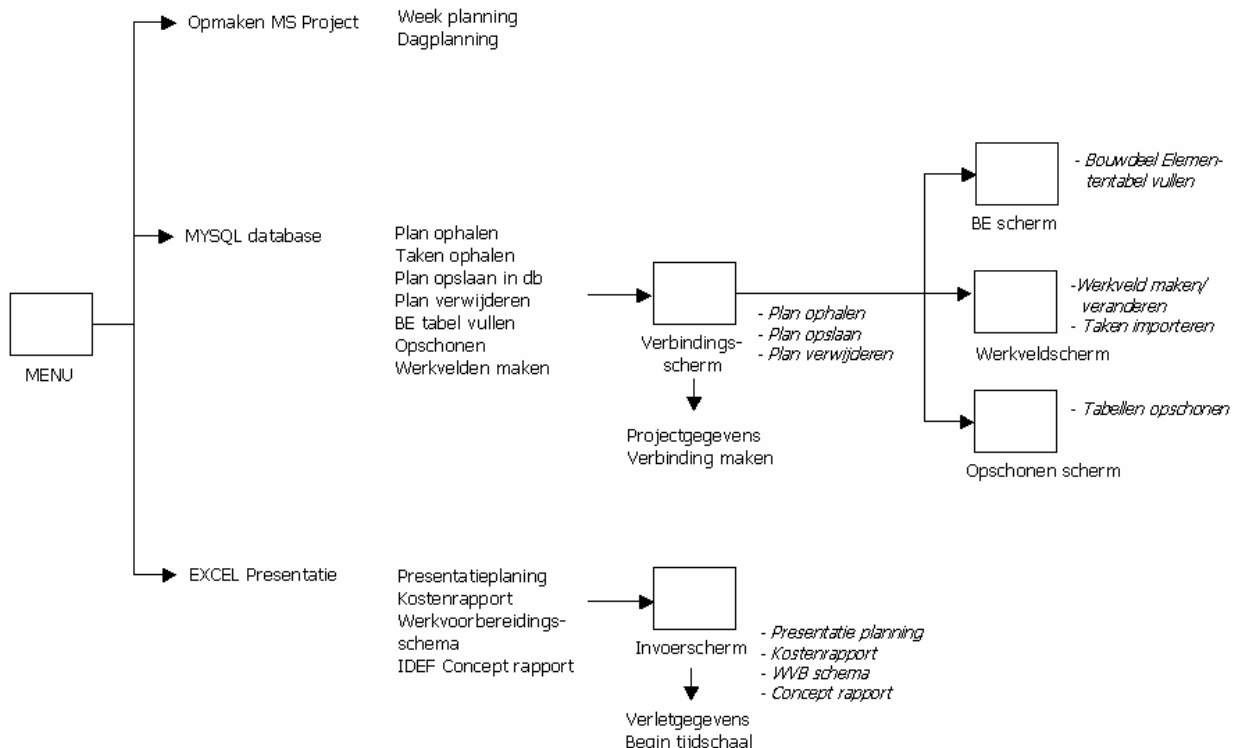 Opmaken MS Project
Week planning
Dagplanning
MENU
MYSQL database
Plan ophalen
Taken ophalen
Plan opslaan in db
Plan verwijderen
BE tabel vullen
Opschonen
Werkvelden maken
Verbindings-
scherm
- Plan ophalen
- Plan opslaan
- Plan verwijderen
Projectgegevens
Verbinding maken
- Bouwdeel Elemen-
tentabel vullen
BE scherm
-Werkveld maken/
veranderen
- Taken importeren
Werkveldscherm
- Tabellen opschonen
Opschonen scherm
EXCEL Presentatie
Presentatieplaning
Kostenrapport
Werkvoorbereidings-
schema
IDEF Concept rapport
Invoerscherm
- Presentatie planning
- Kostenrapport
- WVB schema
- Concept rapport
Verletgegevens
Begin tijdschaal